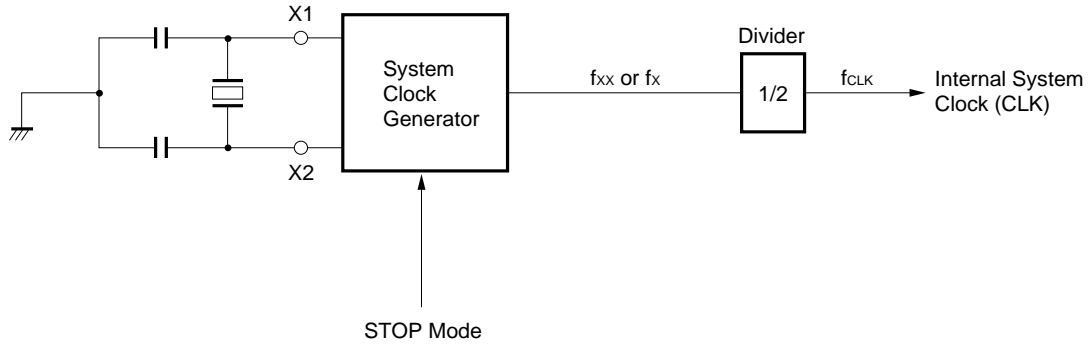 X1
System
Clock
Generator
X2
STOP Mode
fXX or fX
Divider
1/2
fCLK
Internal System
Clock (CLK)